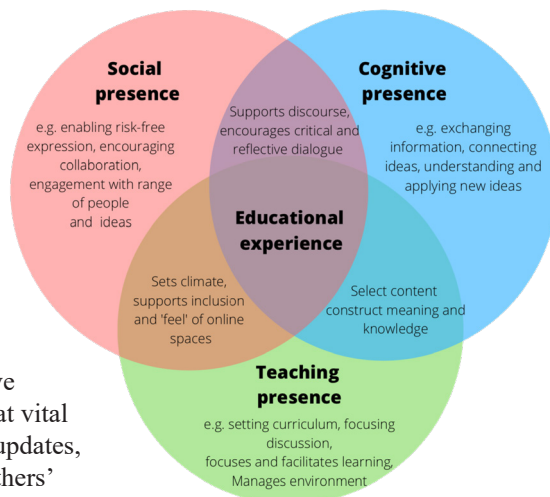 Social
presence
e.g. enabling risk-free
expression, encouraging
collaboration,
engagement with range
of people
and ideas
Supports discourse,
encourages critical and
reflective dialogue
Cognitive
presence
e.g. exchanging
information, connecting
ideas, understanding and
applying new ideas
Educational
experience
Sets climate,
supports inclusion
and 'feel' of online
spaces
Select content
construct meaning and
knowledge
Teaching
presence
e.g. setting curriculum, focusing
discussion,
focuses and facilitates learning,
Manages environment
at vital
updates,